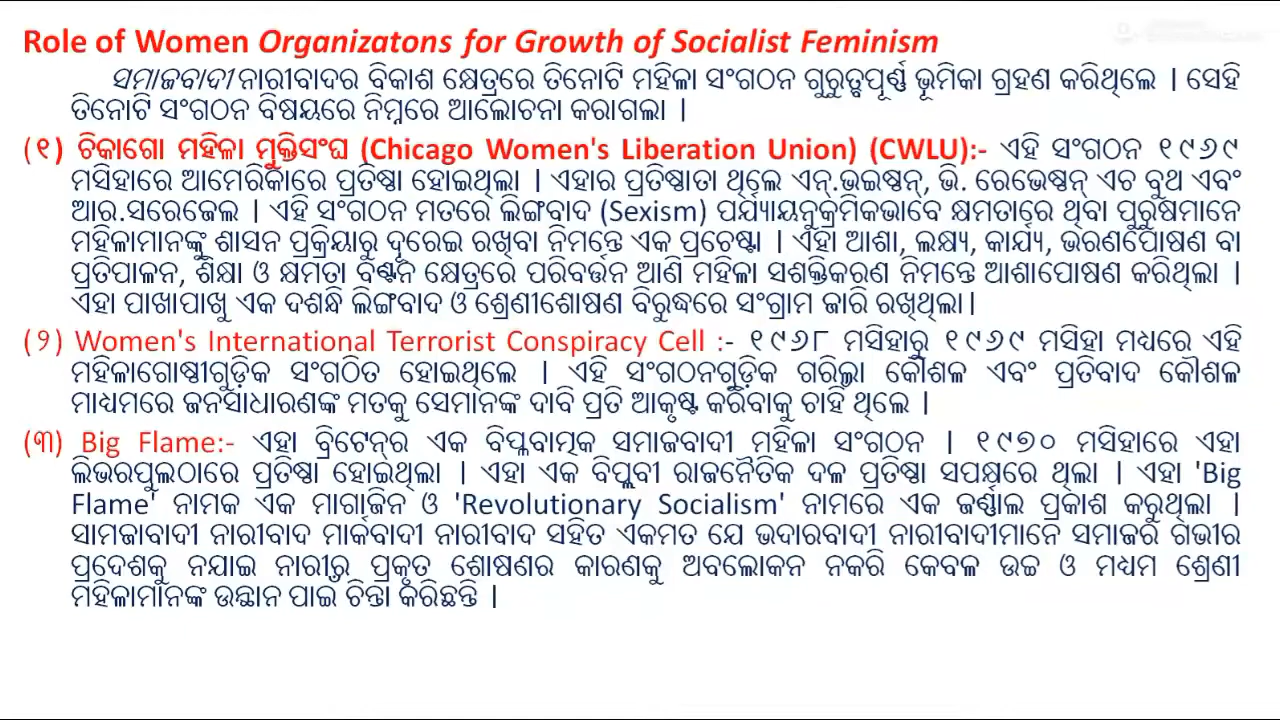 Role of Women Organizatons for Growth of Socialist Feminism
ସମାଜବାଦୀ ନାରୀବାଦର ବିକାଶ କ୍ଷେତ୍ରରେ ତିନୋଟି ମହିଳା ସଂଗଠନ ଗୁରୁତ୍ୱପୂର୍ଣ୍ଣ ଭୂମିକା ଗ୍ରହଣ କରିଥିଲେ । ସେହି
ତିନୋଟି ସଂଗଠନ ବିଷୟରେ ନିମ୍ନରେ ଆଲୋଚନା କରାଗଲା ।
(୧) ଚିକାଗୋ ମହିଳା ମୁକ୍ତିସଂଘ (Chicago Women's Liberation Union) (CWLU):- ଏହି ସଂଗଠନ ୧୯୬୯
ମସିହାରେ ଆମେରିକାରେ ପ୍ରତିଷ୍ଠା ହୋଇଥିଲା । ଏହାର ପ୍ରତିଷ୍ଠାତା ଥିଲେ ଏନ୍.ଭଇଷ୍ଟନ୍, ଭି. ରେଭେଷ୍ଟନ୍ ଏଚ ବୁଥ ଏବଂ
ଆର.ସରେଜେଲ । ଏହି ସଂଗଠନ ମତରେ ଲିଙ୍ଗବାଦ (Sexism) ପର୍ଯ୍ୟାୟନୁକ୍ରମିକଭାବେ କ୍ଷମତାରେ ଥିବା ପୁରୁଷମାନେ
ମହିଳାମାନଙ୍କୁ ଶାସନ ପ୍ରକ୍ରିୟାରୁ ଦୂରେଇ ରଖିବା ନିମନ୍ତେ ଏକ ପ୍ରଚେଷ୍ଟା । ଏହା ଆଶା, ଲକ୍ଷ୍ୟ, କାର୍ଯ୍ୟ, ଭରଣପୋଷଣ ବା
ପ୍ରତିପାଳନ, ଶିକ୍ଷା ଓ କ୍ଷମତା ବଣ୍ଟନ କ୍ଷେତ୍ରରେ ପରିବର୍ତ୍ତନ ଆଣି ମହିଳା ସଶକ୍ତିକରଣ ନିମନ୍ତେ ଆଶାପୋଷଣ କରିଥିଲା ।
ଏହା ପାଖାପାଖୁ ଏକ ଦଶନ୍ଧି ଲିଙ୍ଗବାଦ ଓ ଶ୍ରେଣୀଶୋଷଣ ବିରୁଦ୍ଧରେ ସଂଗ୍ରାମ ଜାରି ରଖିଥିଲା ।
(୨) Women's International Terrorist Conspiracy Cell :- ୧୯୬୮ ମସିହାରୁ ୧୯୬୯ ମସିହା ମଧ୍ୟରେ ଏହି
ମହିଳାଗୋଷ୍ଠୀଗୁଡ଼ିକ ସଂଗଠିତ ହୋଇଥିଲେ । ଏହି ସଂଗଠନଗୁଡ଼ିକ ଗରିଲ୍ଲା କୌଶଳ ଏବଂ ପ୍ରତିବାଦ କୌଶଳ
ମାଧ୍ୟମରେ ଜନସାଧାରଣଙ୍କ ମତକୁ ସେମାନଙ୍କ ଦାବି ପ୍ରତି ଆକୃଷ୍ଟ କରିବାକୁ ଚାହିଁ ଥିଲେ ।
(୩) Big Flame:- ଏହା ବ୍ରିଟେନ୍‌ର ଏକ ବିପ୍ଳବାତ୍ମକ ସମାଜବାଦୀ ମହିଳା ସଂଗଠନ । ୧୯୭୦ ମସିହାରେ ଏହା
ଲିଭରପୁଲଠାରେ ପ୍ରତିଷ୍ଠା ହୋଇଥିଲା । ଏହା ଏକ ବିପ୍ଳବୀ ରାଜନୈତିକ ଦଳ ପ୍ରତିଷ୍ଠା ସପକ୍ଷରେ ଥିଲା । ଏହା 'Big
Flame' ନାମକ ଏକ ମାଗାଜିନ ଓ 'Revolutionary Socialism' ନାମରେ ଏକ ଜର୍ଣ୍ଣାଲ ପ୍ରକାଶ କରୁଥିଲା ।
ସାମଜାବାଦୀ ନାରୀବାଦ ମାର୍କବାଦୀ ନାରୀବାଦ ସହିତ ଏକମତ ଯେ ଭଦାରବାଦୀ ନାରୀବାଦୀମାନେ ସମାଜର ଗଭୀର
ପ୍ରଦେଶକୁ ନଯାଇ ନାରୀର ପ୍ରକୃତ ଶୋଷଣର କାରଣକୁ ଅବଲୋକନ ନକରି କେବଳ ଉଚ୍ଚ ଓ ମଧ୍ୟମ ଶ୍ରେଣୀ
ମହିଳାମାନଙ୍କ ଉତ୍ଥାନ ପାଇ ଚିନ୍ତା କରିଛନ୍ତି ।